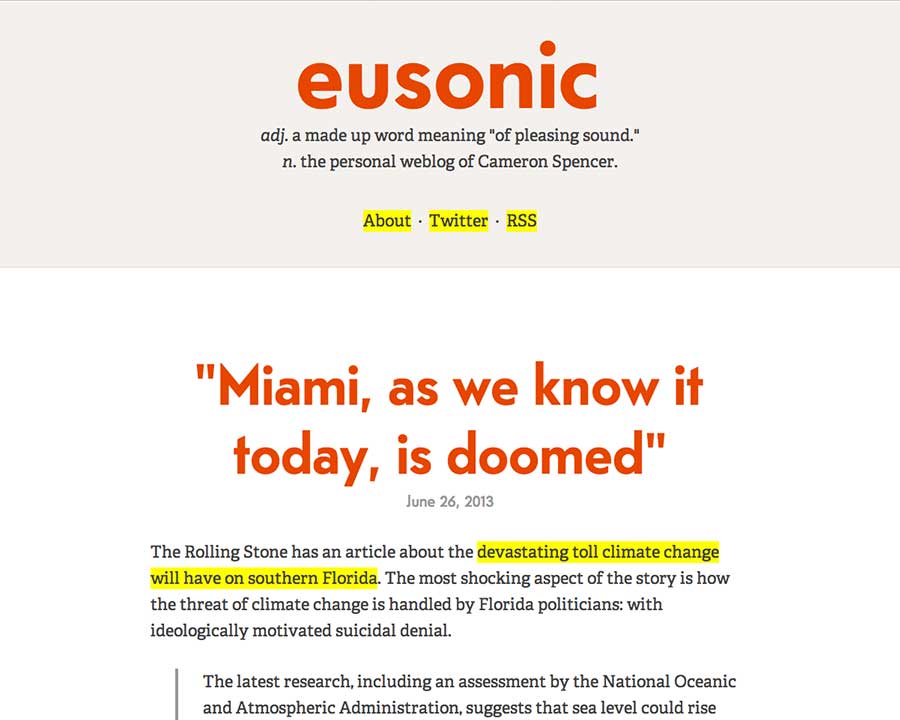 eusonic
adj. a made up word meaning "of pleasing sound."
n. the personal weblog of Cameron Spencer.
About · Twitter · RSS
"Miami, as we know it
today, is doomed"
June 26, 2013
The Rolling Stone has an article about the devastating toll climate change
will have on southern Florida. The most shocking aspect of the story is how
the threat of climate change is handled by Florida politicians: with
ideologically motivated suicidal denial.
The latest research, including an assessment by the National Oceanic
and Atmospheric Administration, suggests that sea level could rise